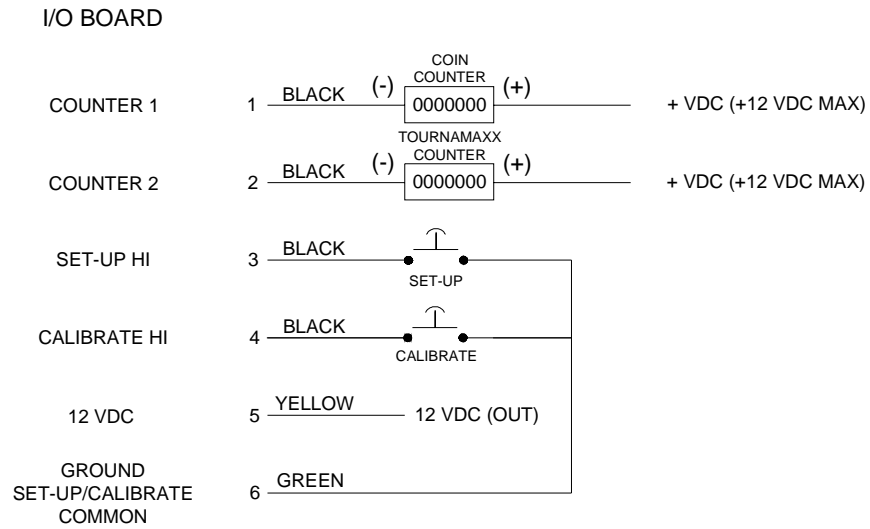 I/O BOARD
COIN
COUNTER
COUNTER 1 1 BLACK (-) 0000000 (+) + VDC (+12 VDC MAX)
TOURNAMAXX
COUNTER
COUNTER 2 2 BLACK (-) 0000000 (+) + VDC (+12 VDC MAX)
SET-UP HI 3 BLACK
SET-UP
CALIBRATE HI 4 BLACK
CALIBRATE
12 VDC 5 YELLOW 12 VDC (OUT)
GROUND
SET-UP/CALIBRATE 6 GREEN
COMMON